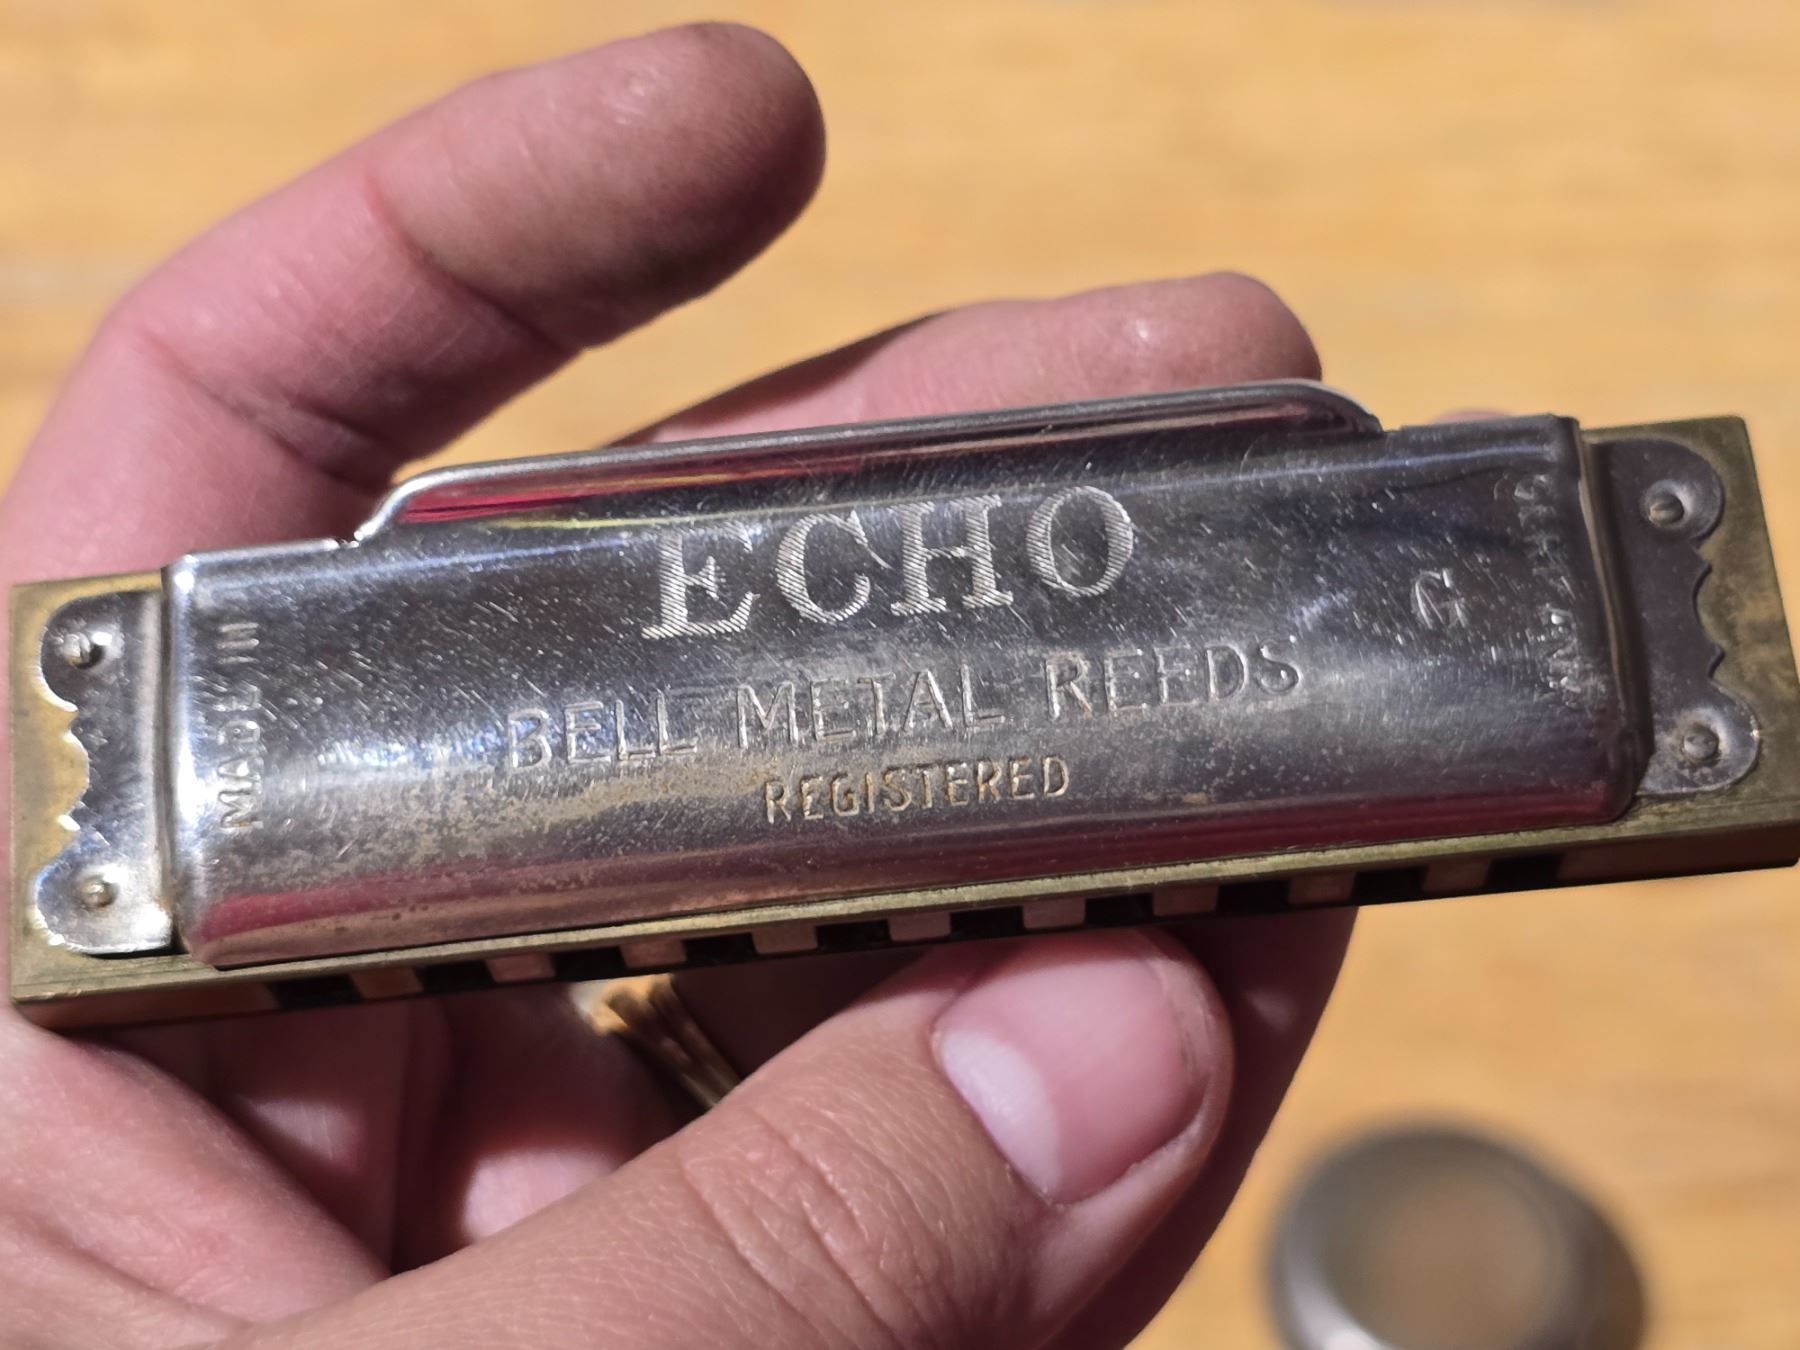 ECHO
G
BELL METAL REEDS
REGISTERED
MADE IN
GERMANY